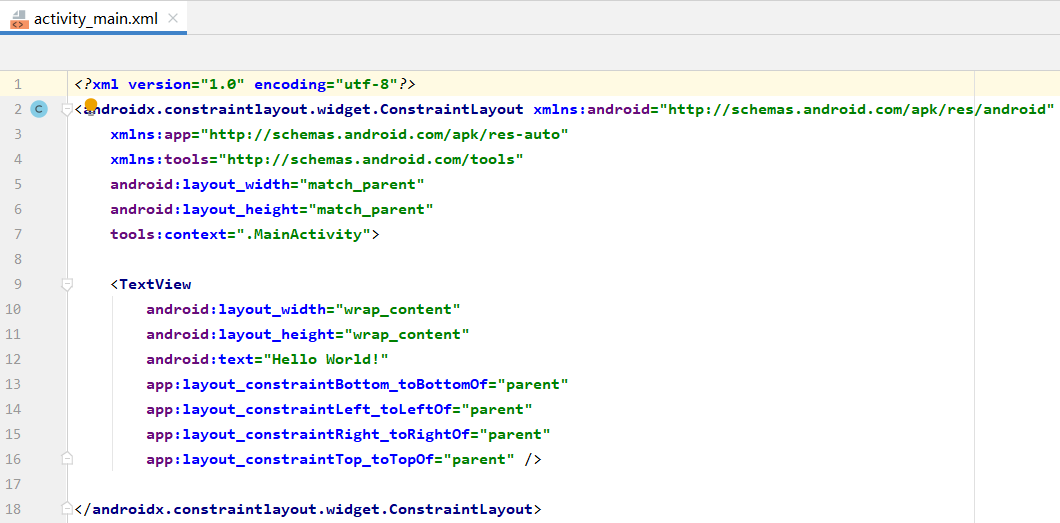 activity_main.xml
1 <?xml version="1.0" encoding="utf-8"?>
2 C <androidx.constraintlayout.widget.ConstraintLayout xmlns:android="http://schemas.android.com/apk/res/android"
3 xmlns:app="http://schemas.android.com/apk/res-auto"
4 xmlns:tools="http://schemas.android.com/tools"
5 android:layout_width="match_parent"
6 android:layout_height="match_parent"
7 tools:context=".MainActivity">
8
9 <TextView
10 android:layout_width="wrap_content"
11 android:layout_height="wrap_content"
12 android:text="Hello World!"
13 app:layout_constraintBottom_toBottomOf="parent"
14 app:layout_constraintLeft_toLeftOf="parent"
15 app:layout_constraintRight_toRightOf="parent"
16 app:layout_constraintTop_toTopOf="parent" />
17
18 </androidx.constraintlayout.widget.ConstraintLayout>